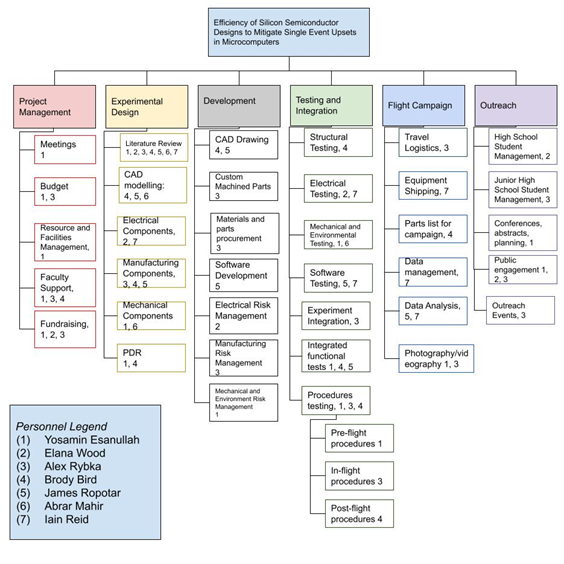 Efficiency of Silicon Semiconductor
Designs to Mitigate Single Event Upsets
in Microcomputers
Project
Management
Meetings
1
Budget
1, 3
Resource and
Facilities
Management,
1
Faculty
Support,
1, 3, 4
Fundraising,
1, 2, 3
Experimental
Design
Literature Review
1, 2, 3, 4, 5, 6, 7
CAD
modelling:
4, 5, 6
Electrical
Components,
2, 7
Manufacturing
Components,
3, 4, 5
Mechanical
Components
1, 6
PDR
1, 4
Development
CAD Drawing
4, 5
Custom
Machined Parts
3
Materials and
parts
procurement
3
Software
Development
5
Electrical Risk
Management
2
Manufacturing
Risk
Management
3
Mechanical and
Environment Risk
Management
1
Testing and
Integration
Structural
Testing, 4
Electrical
Testing, 2, 7
Mechanical and
Environmental
Testing, 1, 6
Software
Testing, 5, 7
Experiment
Integration, 3
Integrated
functional
tests 1, 4, 5
Procedures
testing, 1, 3, 4
Pre-flight
procedures 1
In-flight
procedures 3
Post-flight
procedures 4
Flight Campaign
Travel
Logistics, 3
Equipment
Shipping, 7
Parts list for
campaign, 4
Data
management,
7
Data Analysis,
5, 7
Photography/vid
eography 1, 3
Outreach
High School
Student
Management, 2
Junior High
School Student
Management, 3
Conferences,
abstracts,
planning, 1
Public
engagement 1,
2, 3
Outreach
Events, 3
Personnel Legend
(1) Yosamin Esanullah
(2) Elana Wood
(3) Alex Rybka
(4) Brody Bird
(5) James Ropotar
(6) Abrar Mahir
(7) Iain Reid